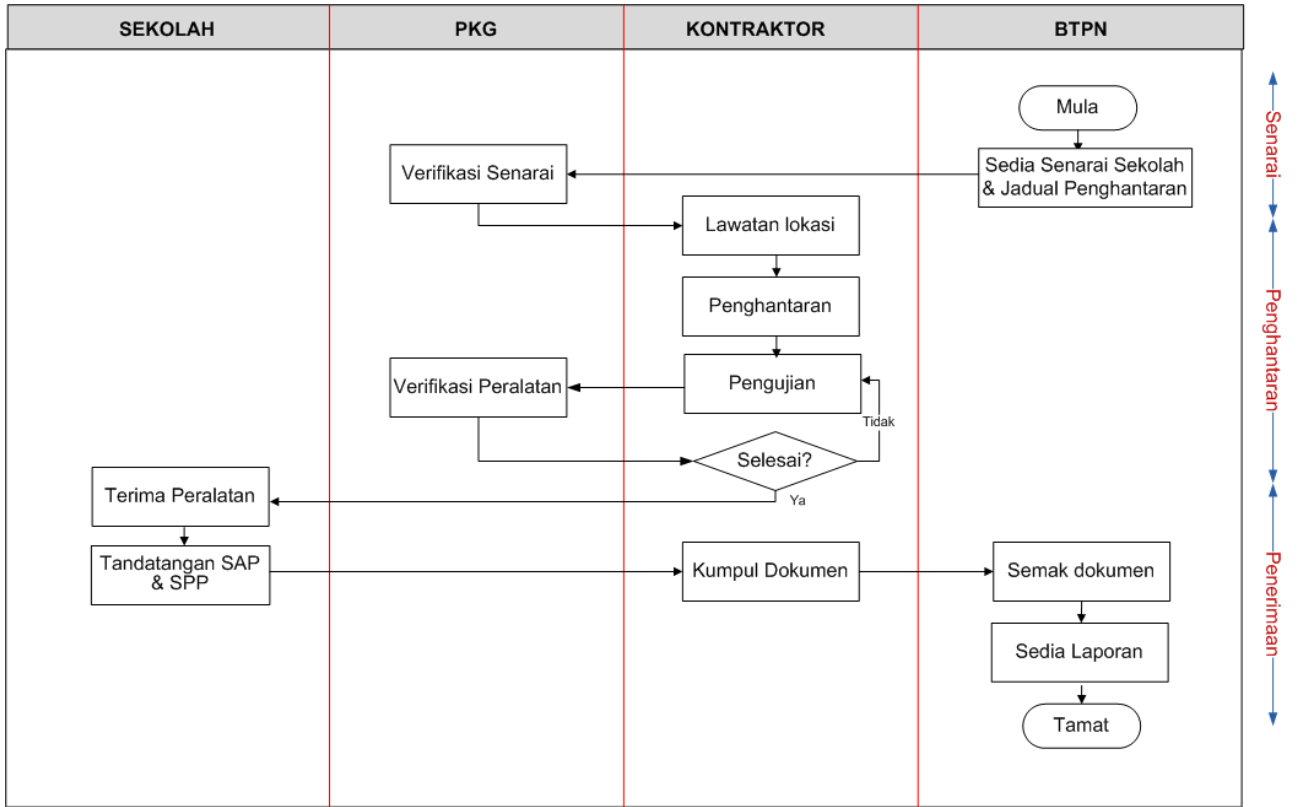 SEKOLAH
PKG
KONTRAKTOR
BTPN
Mula
Sedia Senarai Sekolah
& Jadual Penghantaran
Verifikasi Senarai
Lawatan lokasi
Penghantaran
Pengujian
Verifikasi Peralatan
Tidak
Selesai?
Ya
Terima Peralatan
Tandatangan SAP
& SPP
Kumpul Dokumen
Semak dokumen
Sedia Laporan
Tamat
Senarai
Penghantaran
Penerimaan